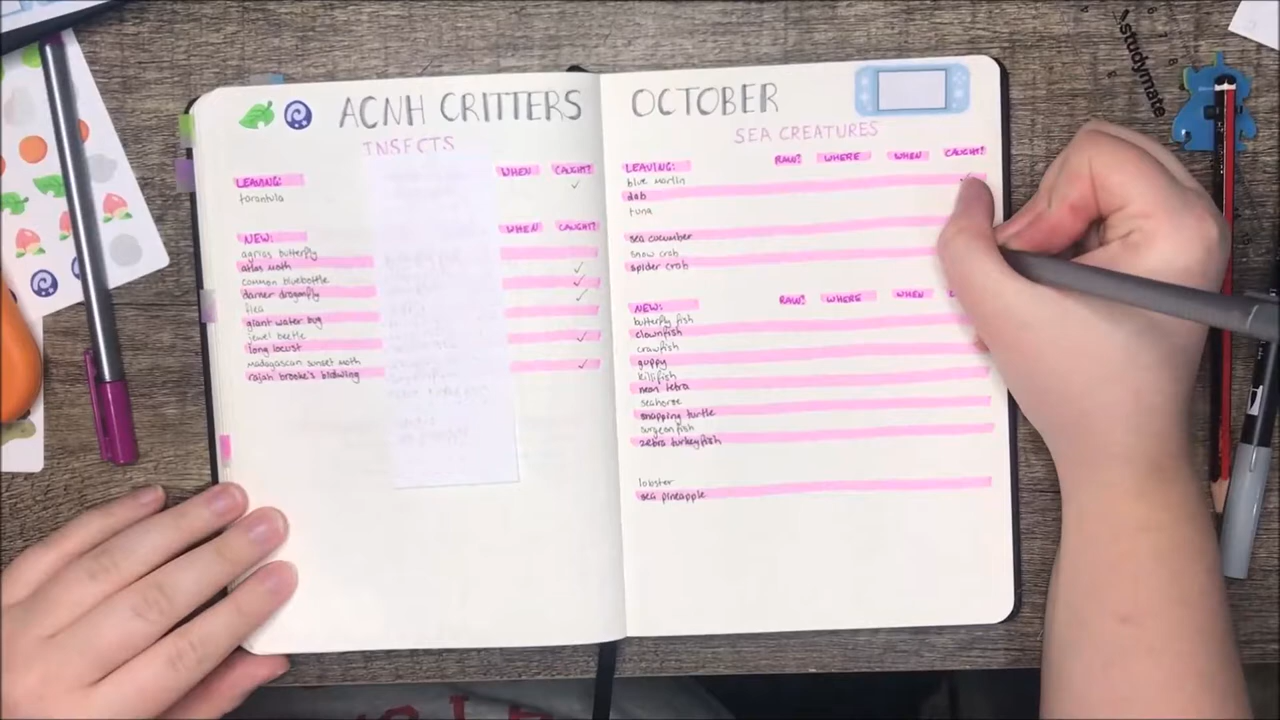 ACNH CRITTERS
INSECTS
LEAVING:
WHEN CAUGHT?
tarantula ✓
NEW:
WHEN CAUGHT?
agrias butterfly
atlas moth ✓
common bluebottle ✓
darner dragonfly ✓
flea
giant water bug
jewel beetle ✓
long locust
madagascan sunset moth ✓
rajah brooke's birdwing
OCTOBER
SEA CREATURES
LEAVING: RARE? WHERE WHEN CAUGHT?
blue marlin
dab
tuna
sea cucumber
snow crab
spider crab
NEW: RARE? WHERE WHEN
butterfly fish
clownfish
crawfish
guppy
killifish
neon tetra
seahorse
snapping turtle
surgeonfish
zebra turkeyfish
lobster
sea pineapple
studymate